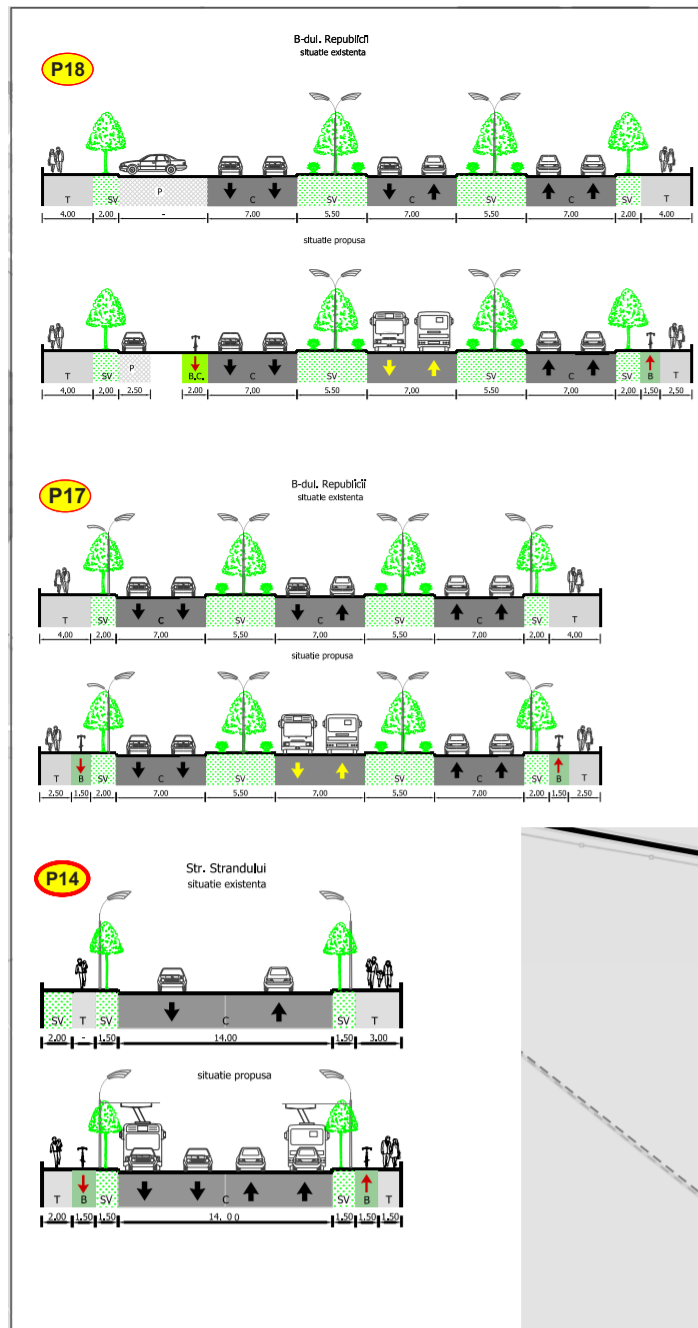 B-dul. Republicii
situatie existenta
P18
T SV P C SV C SV C SV T
4.00 2.00 - 7.00 5.50 7.00 5.50 7.00 2.00 4.00
situatie propusa
T SV P B.C. C SV SV C SV B T
4.00 2.00 2.50 2.00 7.00 5.50 7.00 5.50 7.00 2.00 1.50 2.50
B-dul. Republicii
situatie existenta
P17
T SV C SV C SV C SV T
4.00 2.00 7.00 5.50 7.00 5.50 7.00 2.00 4.00
situatie propusa
T B SV C SV SV C SV B T
2.50 1.50 2.00 7.00 5.50 7.00 5.50 7.00 2.00 1.50 2.50
Str. Strandului
situatie existenta
P14
SV T SV C SV T
2.00 - 1.50 14.00 1.50 3.00
situatie propusa
T B SV C SV B T
2.00 1.50 1.50 14. 0 0 1.50 1.50 1.50